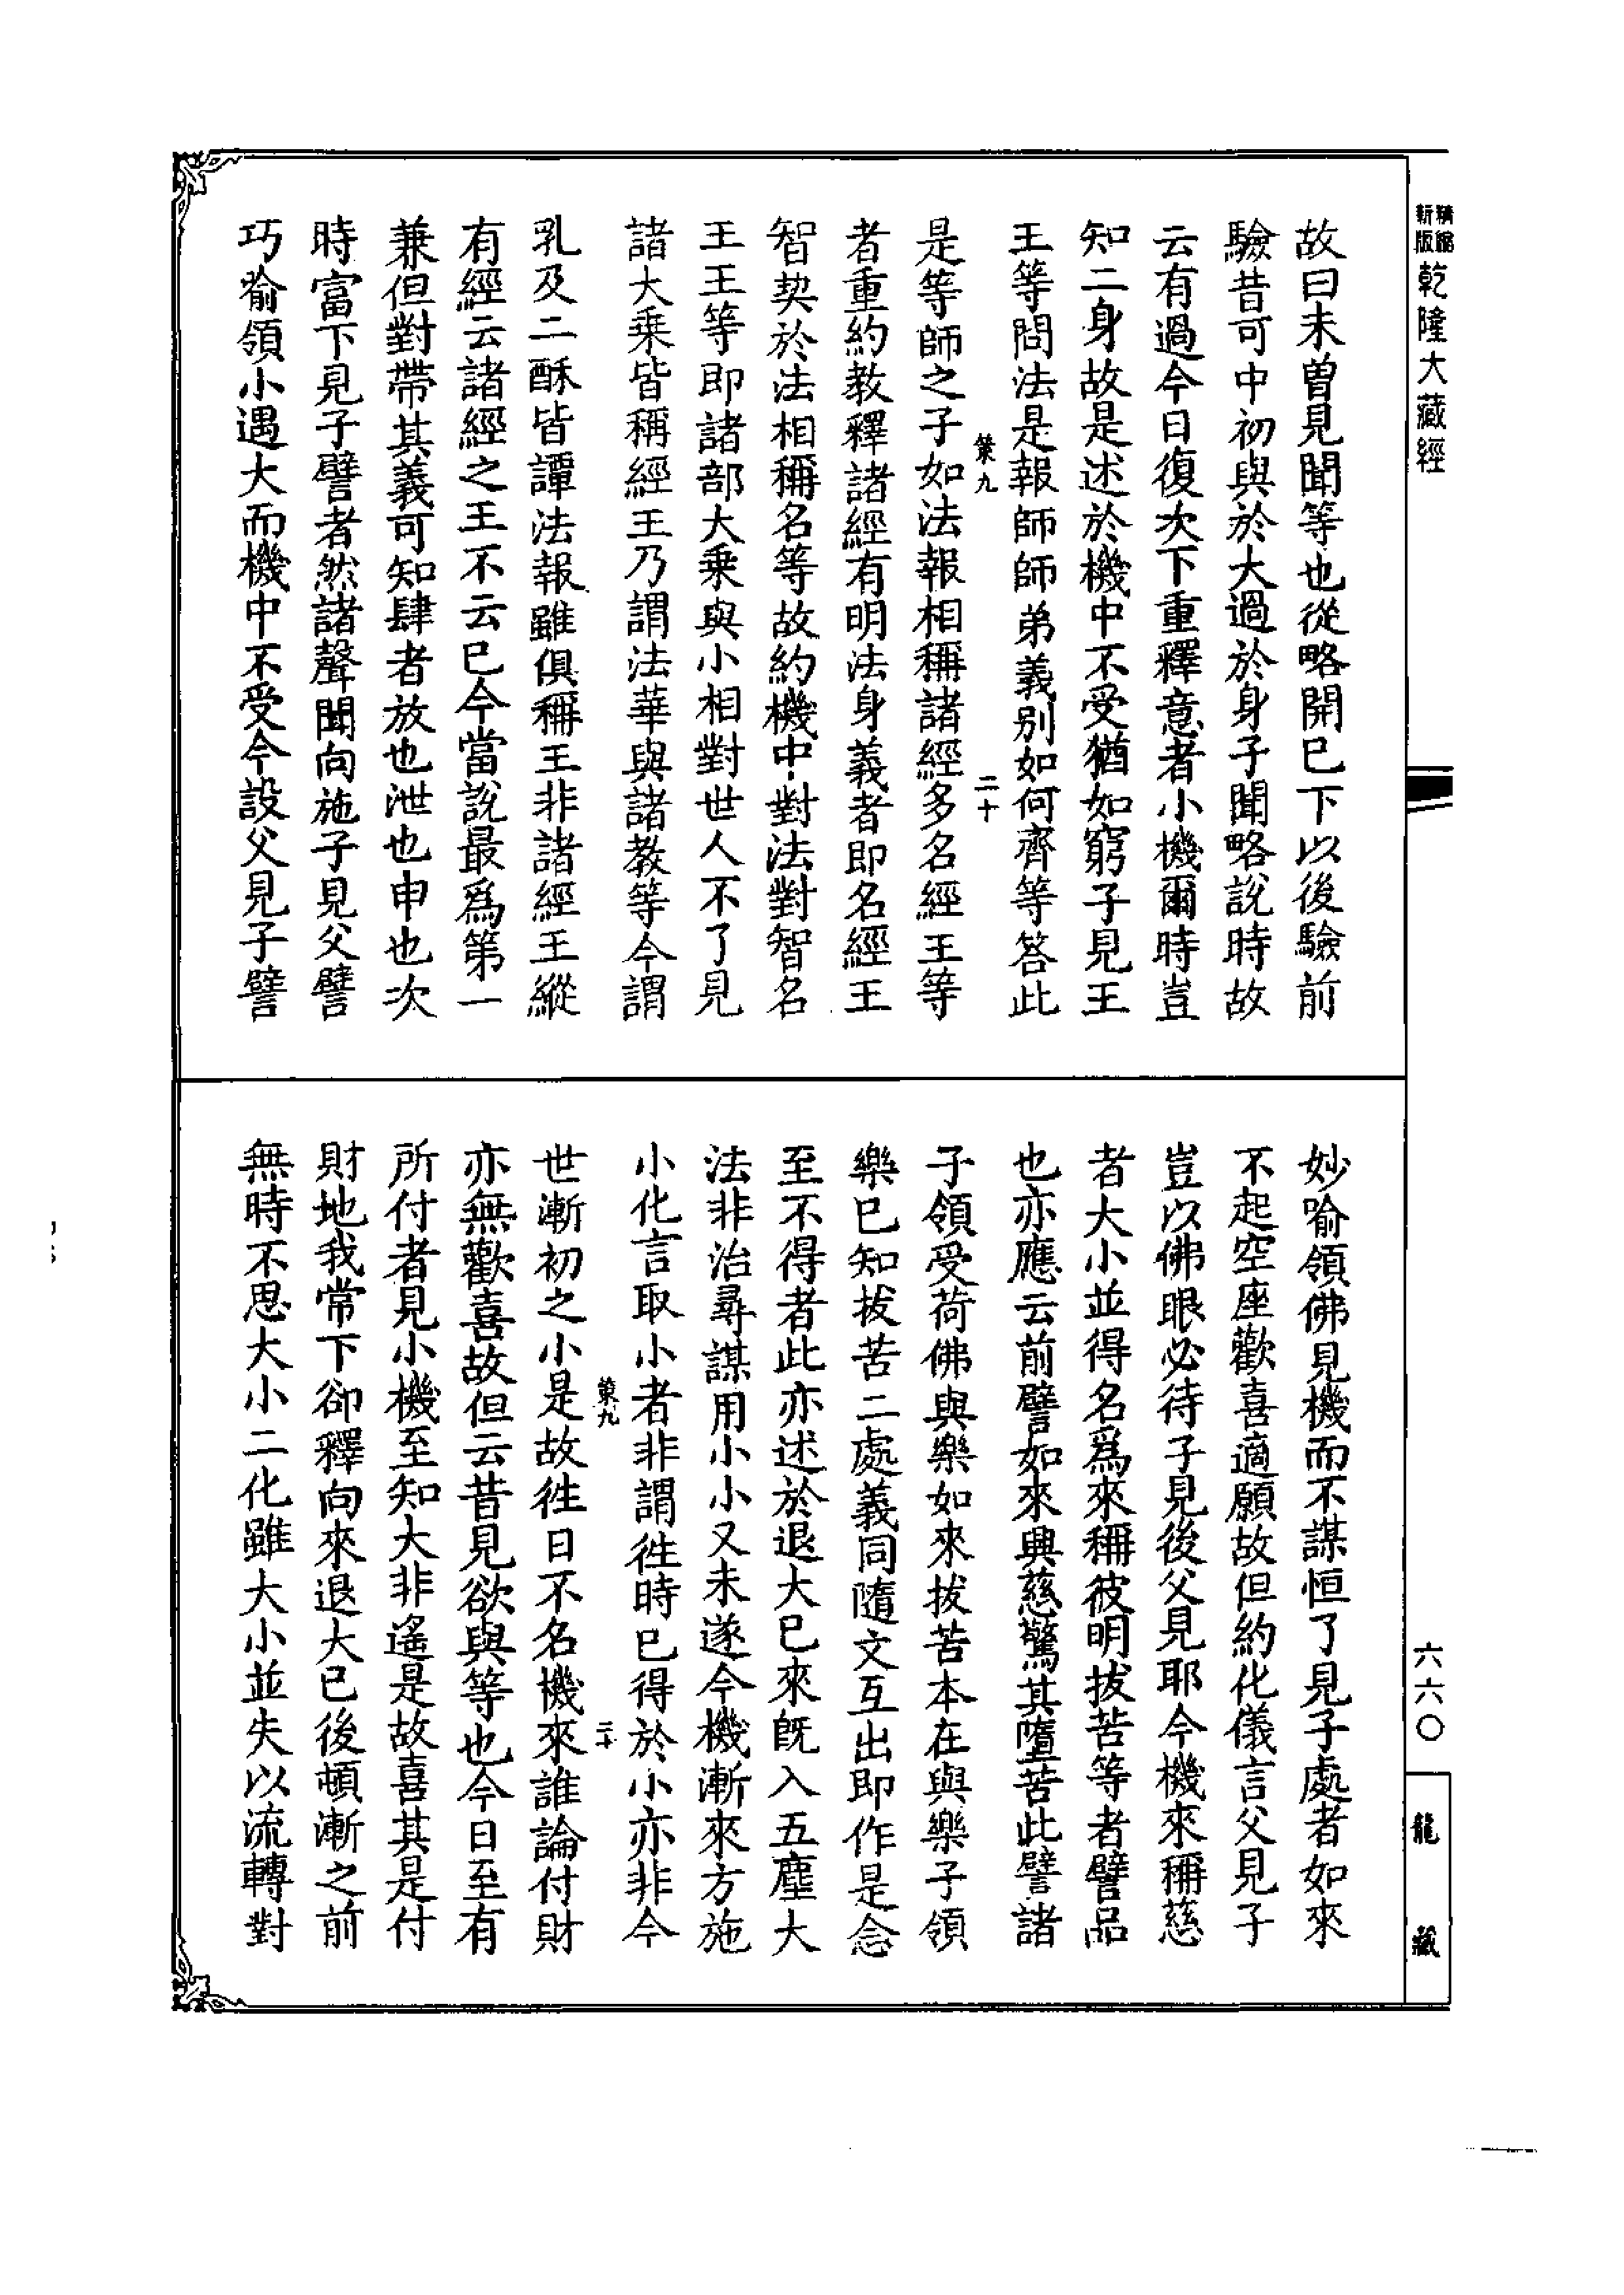 新版精縮乾隆大藏經
故曰未曾見聞等也從略開已下以後驗前
驗昔可中初與於大過於身子聞略說時故
云有過今日復次下重釋意者小機爾時豈
知二身故是述於機中不受猶如窮子見王
王等問法是報師師弟義別如何齊等答此
策九 二十
是等師之子如法報相稱諸經多名經王等
者重約教釋諸經有明法身義者即名經王
智契於法相稱名等故約機中對法對智名
王王等即諸部大乘與小相對世人不了見
諸大乘皆稱經王乃謂法華與諸教等今謂
乳及二酥皆譚法報雖俱稱王非諸經王縱
有經云諸經之王不云已今當說最為第一
兼但對帶其義可知肆者放也泄也申也次
時富下見子譬者然諸聲聞向施子見父譬
巧喻領小遇大而機中不受今設父見子譬
妙喻領佛見機而不謀恒了見子處者如來
不起空座歡喜適願故但約化儀言父見子
豈以佛眼必待子見後父見耶今機來稱慈
者大小並得名為來稱彼明拔苦等者譬品
也亦應云前譬如來興慈驚其墮苦此譬諸
子領受荷佛與樂如來拔苦本在與樂子領
樂已知拔苦二處義同隨文互出即作是念
至不得者此亦述於退大已來既入五塵大
法非治尋謀用小小又未遂今機漸來方施
小化言取小者非謂徃時已得於小亦非今
策九 二十
世漸初之小是故徃日不名機來誰論付財
亦無歡喜故但云昔見欲與等也今日至有
所付者見小機至知大非遙是故喜其是付
財地我常下卻釋向來退大已後頓漸之前
無時不思大小二化雖大小並失以流轉對
六六〇
龍藏